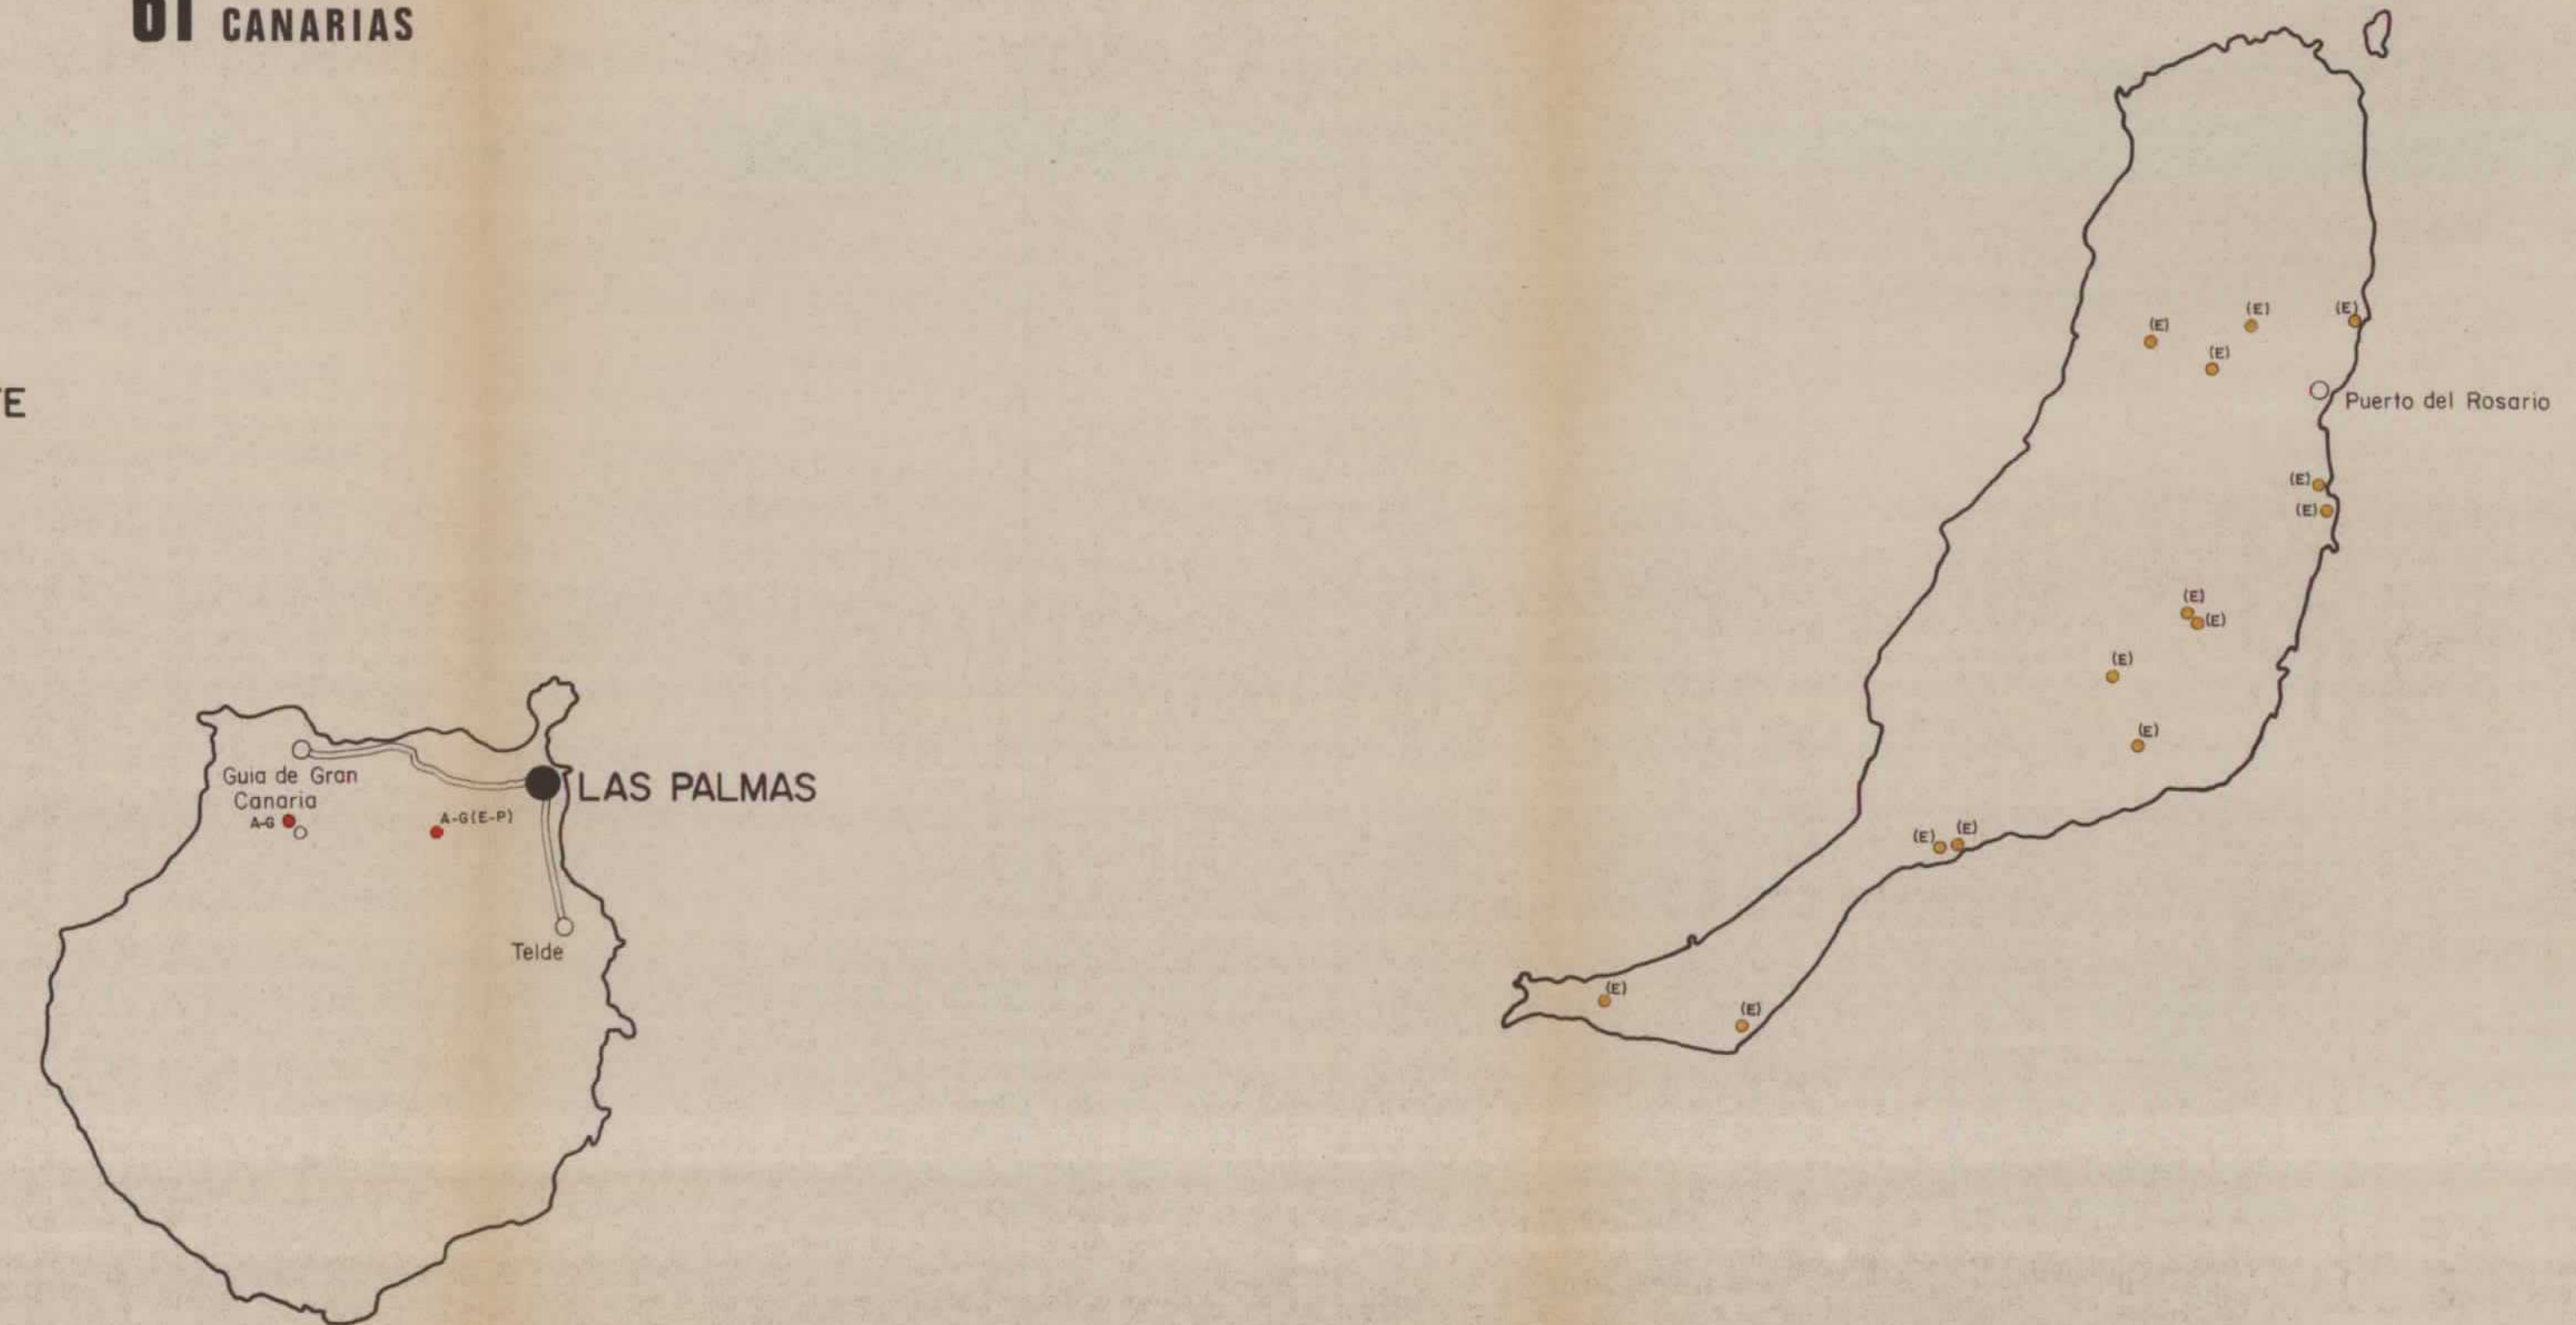 CANARIAS
(E)
(E)
(E)
(E)
Puerto del Rosario
(E)
(E)
(E)
(E)
(E)
(E)
Guia de Gran
Canaria
LAS PALMAS
A-G
A-G(E-P)
(E)
(E)
Telde
(E)
(E)